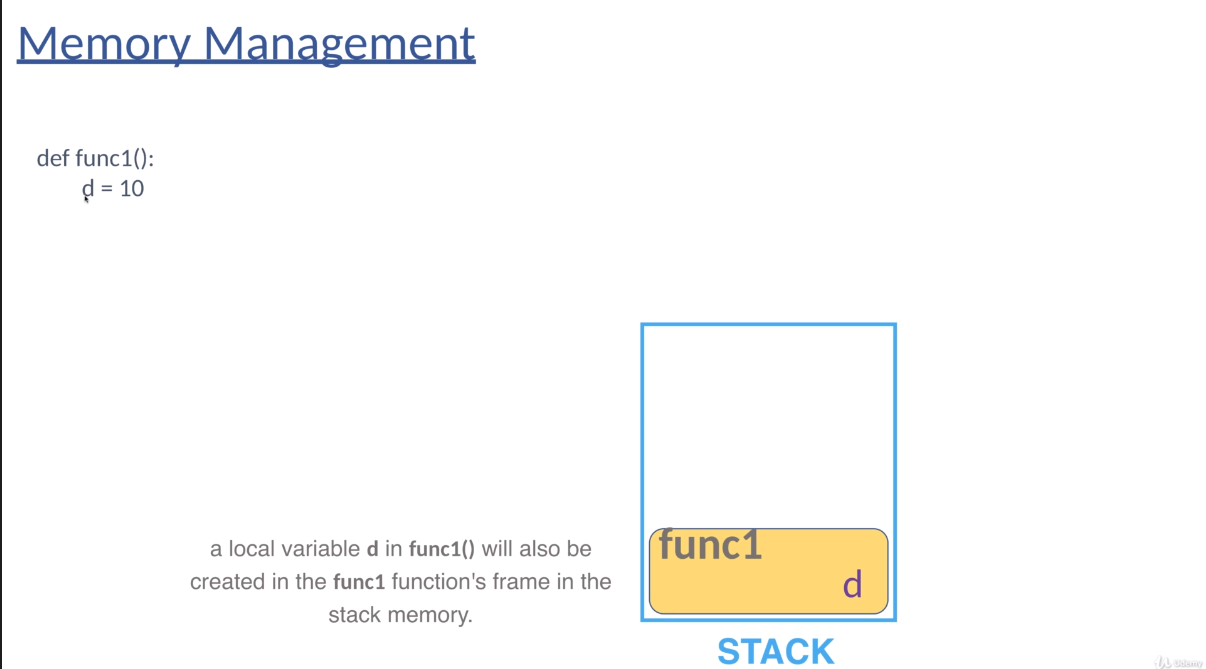 Memory Management
def func1():
d = 10
a local variable d in func1() will also be
created in the func1 function's frame in the
stack memory.
func1
d
STACK
Udemy